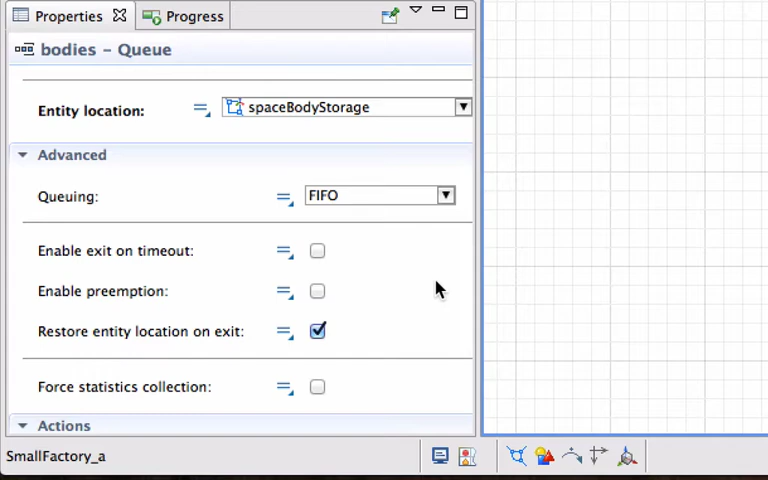 Properties
Progress
bodies - Queue
Entity location:
spaceBodyStorage
Advanced
Queuing:
FIFO
Enable exit on timeout:
Enable preemption:
Restore entity location on exit:
Force statistics collection:
Actions
SmallFactory_a